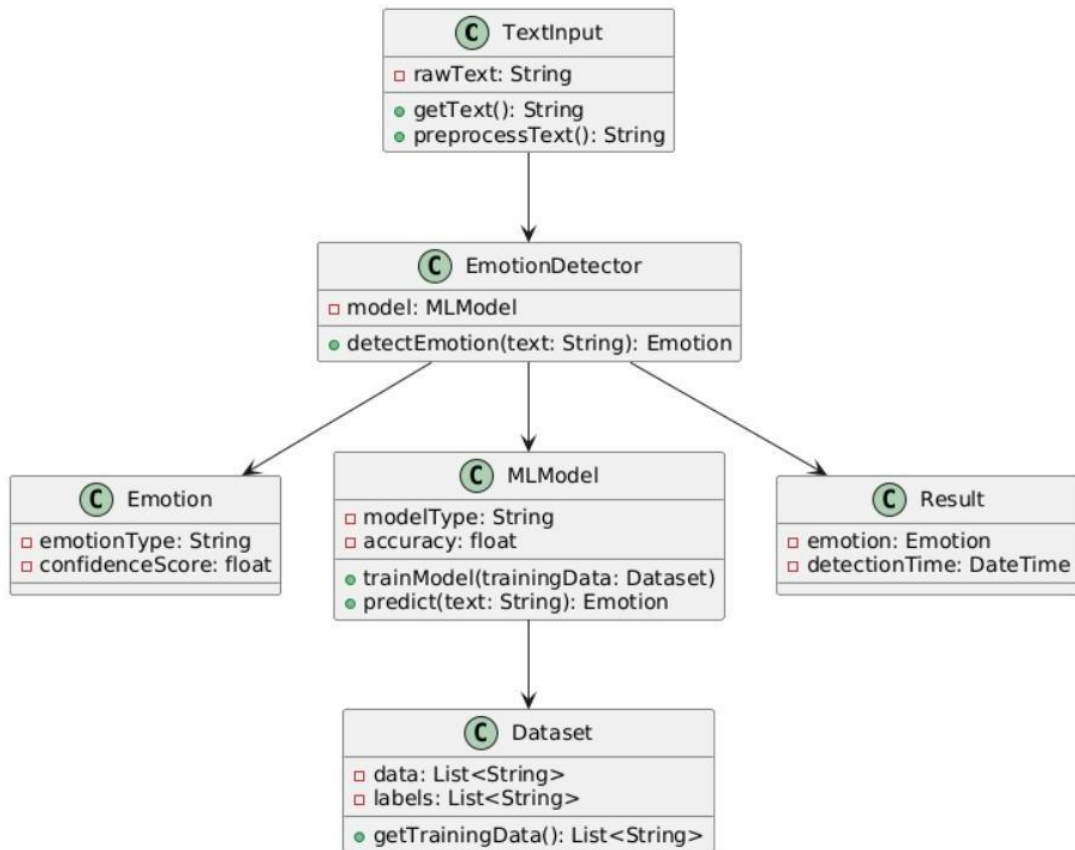 C TextInput
rawText: String
getText(): String
preprocessText(): String
C EmotionDetector
model: MLModel
detectEmotion(text: String): Emotion
C Emotion
emotionType: String
confidenceScore: float
C MLModel
modelType: String
accuracy: float
trainModel(trainingData: Dataset)
predict(text: String): Emotion
C Result
emotion: Emotion
detectionTime: DateTime
C Dataset
data: List<String>
labels: List<String>
getTrainingData(): List<String>